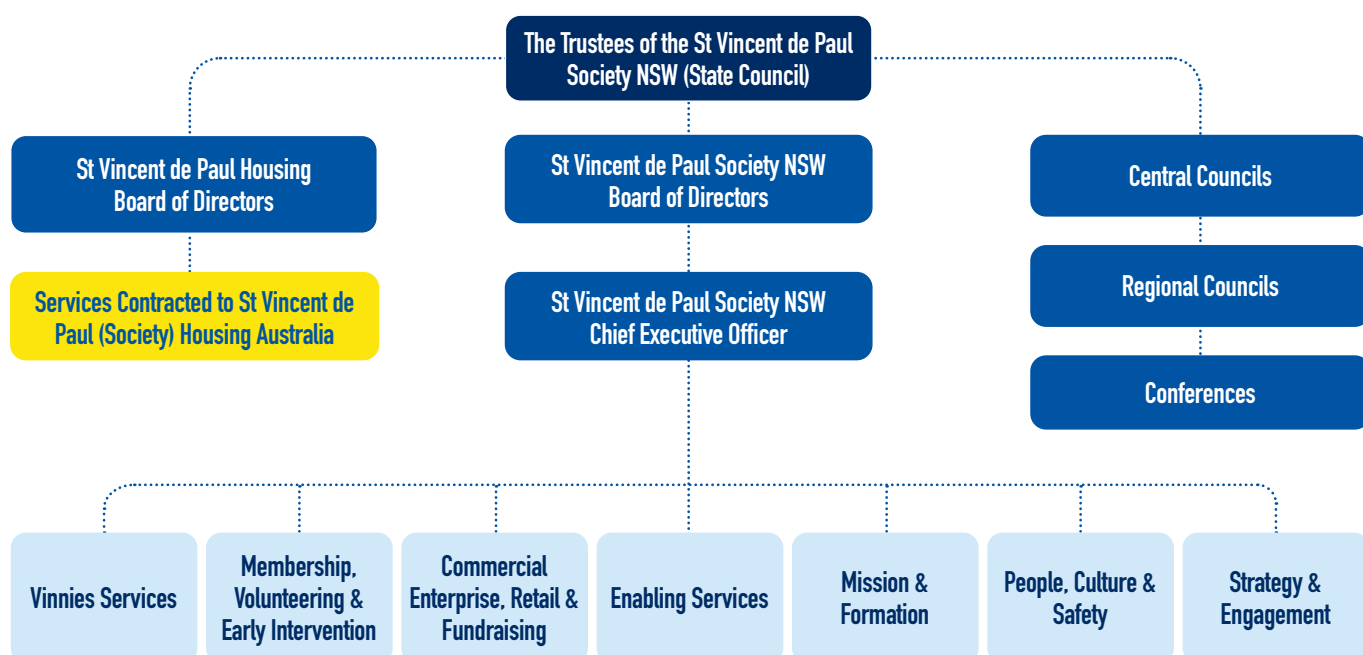 The Trustees of the St Vincent de Paul
Society NSW (State Council)
St Vincent de Paul Housing
Board of Directors
St Vincent de Paul Society NSW
Board of Directors
Central Councils
Services Contracted to St Vincent de
Paul (Society) Housing Australia
St Vincent de Paul Society NSW
Chief Executive Officer
Regional Councils
Conferences
Vinnies Services
Membership,
Volunteering &
Early Intervention
Commercial
Enterprise, Retail &
Fundraising
Enabling Services
Mission &
Formation
People, Culture &
Safety
Strategy &
Engagement